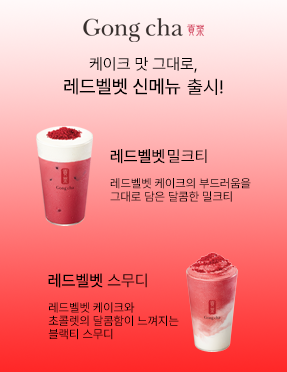 Gong cha 貢茶
케이크 맛 그대로,
레드벨벳 신메뉴 출시!
레드벨벳밀크티
레드벨벳 케이크의 부드러움을
그대로 담은 달콤한 밀크티
Gong cha
레드벨벳 스무디
레드벨벳 케이크와
초콜렛의 달콤함이 느껴지는
블랙티 스무디
Gong cha